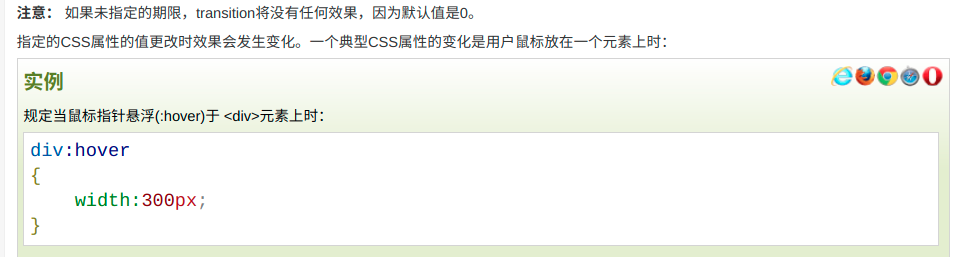 注意： 如果未指定的期限，transition将没有任何效果，因为默认值是0。
指定的CSS属性的值更改时效果会发生变化。一个典型CSS属性的变化是用户鼠标放在一个元素上时：
实例
规定当鼠标指针悬浮(:hover)于 <div>元素上时：
div:hover
{
    width:300px;
}